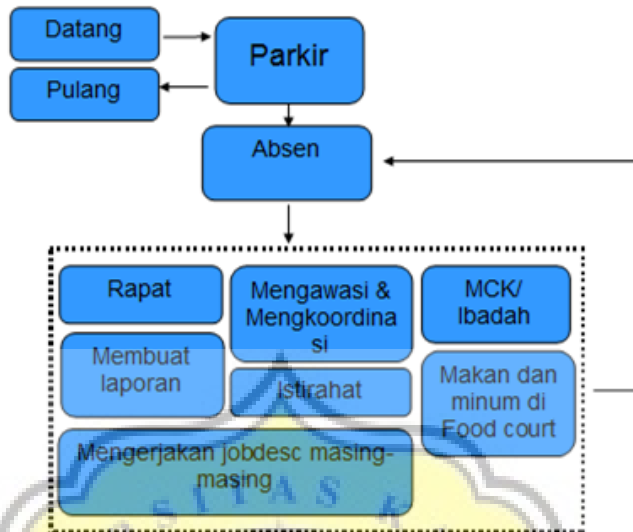 Datang
Pulang
Parkir
Absen
Rapat
Mengawasi &
Mengkoordina
si
MCK/
Ibadah
Membuat
laporan
Istirahat
Makan dan
minum di
Food court
Mengerjakan jobdesc masing-
masing
S I T A S K